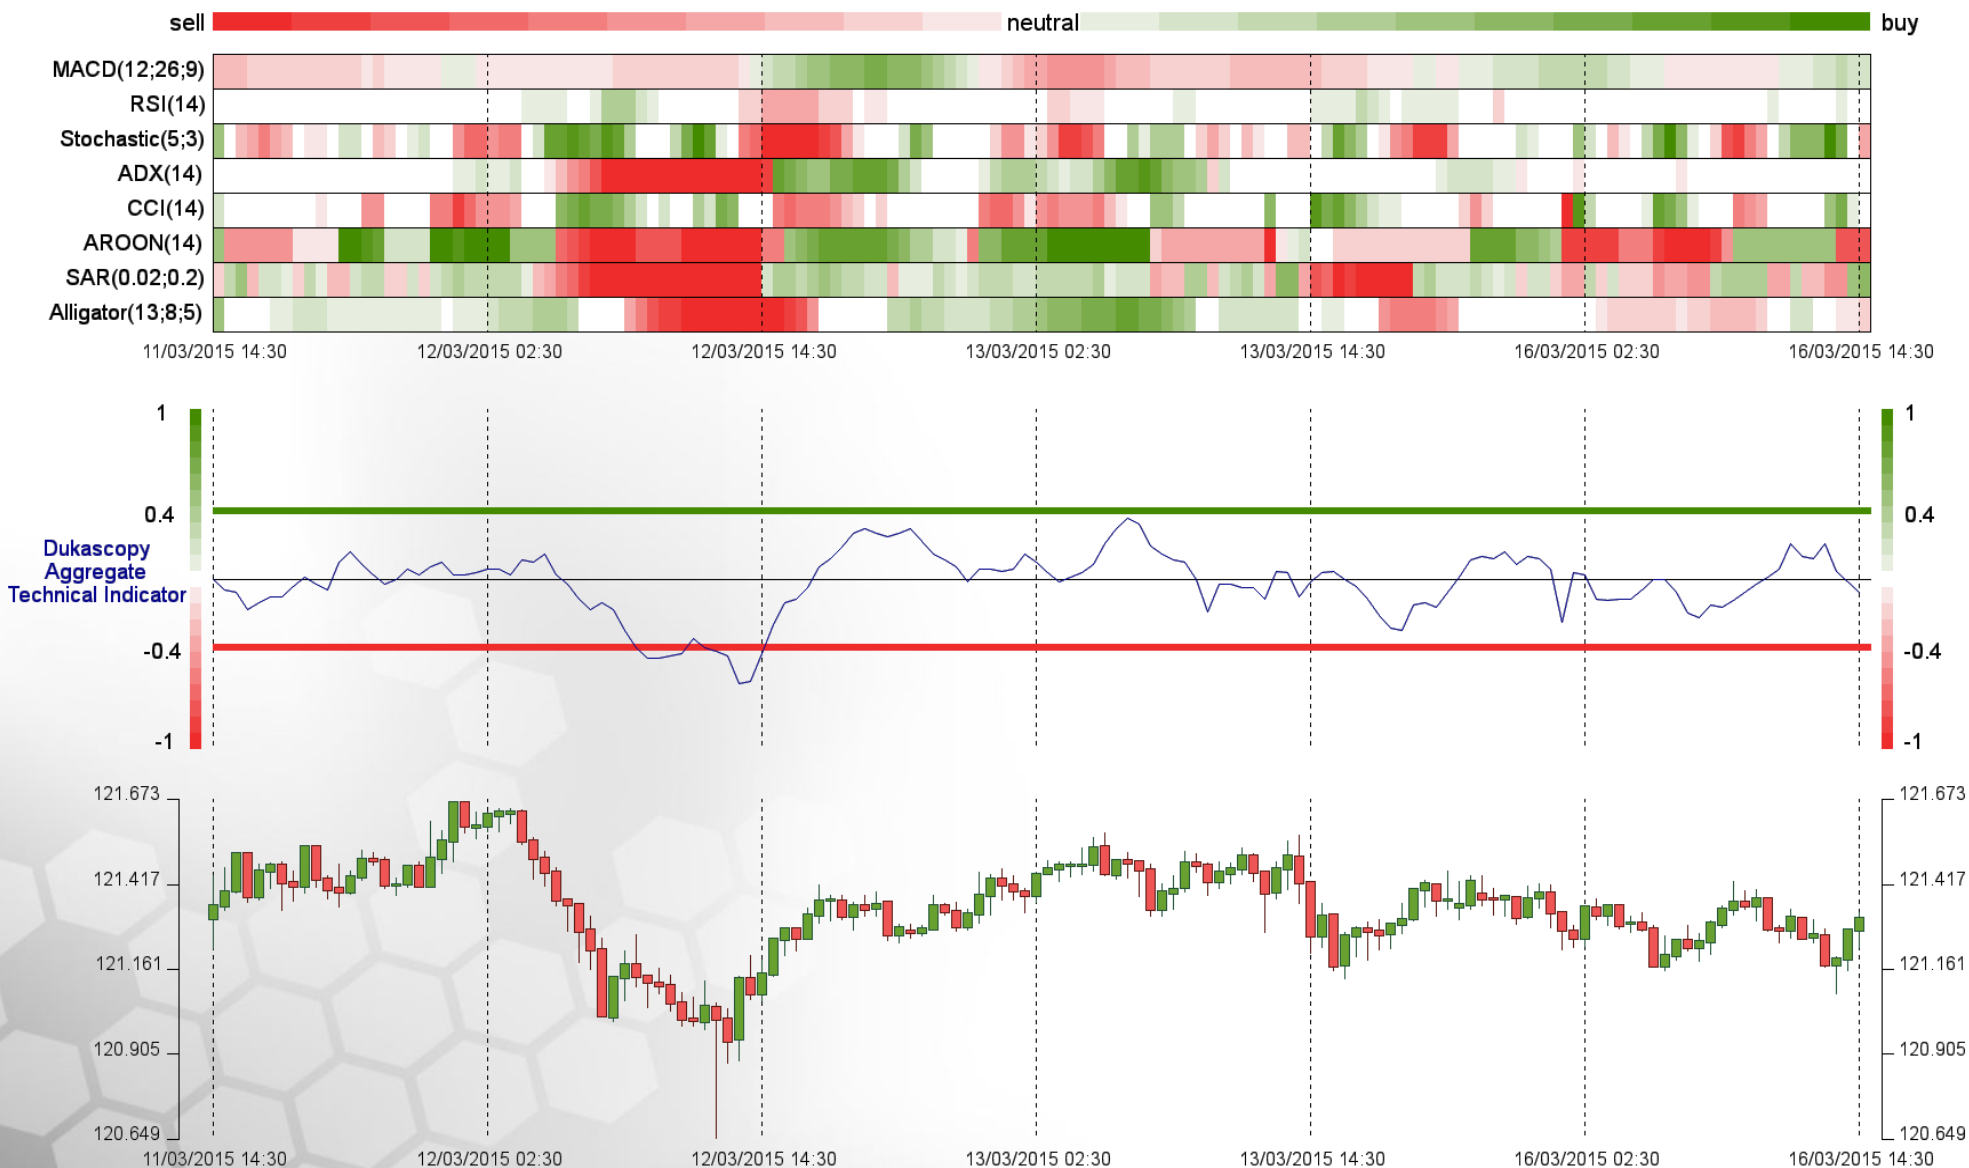 sell neutral buy
MACD(12;26;9)
RSI(14)
Stochastic(5;3)
ADX(14)
CCI(14)
AROON(14)
SAR(0.02;0.2)
Alligator(13;8;5)
11/03/2015 14:30 12/03/2015 02:30 12/03/2015 14:30 13/03/2015 02:30 13/03/2015 14:30 16/03/2015 02:30 16/03/2015 14:30
1 1
0.4 0.4
Dukascopy
Aggregate
Technical Indicator
-0.4 -0.4
-1 -1
121.673 121.673
121.417 121.417
121.161 121.161
120.905 120.905
120.649 120.649
11/03/2015 14:30 12/03/2015 02:30 12/03/2015 14:30 13/03/2015 02:30 13/03/2015 14:30 16/03/2015 02:30 16/03/2015 14:30